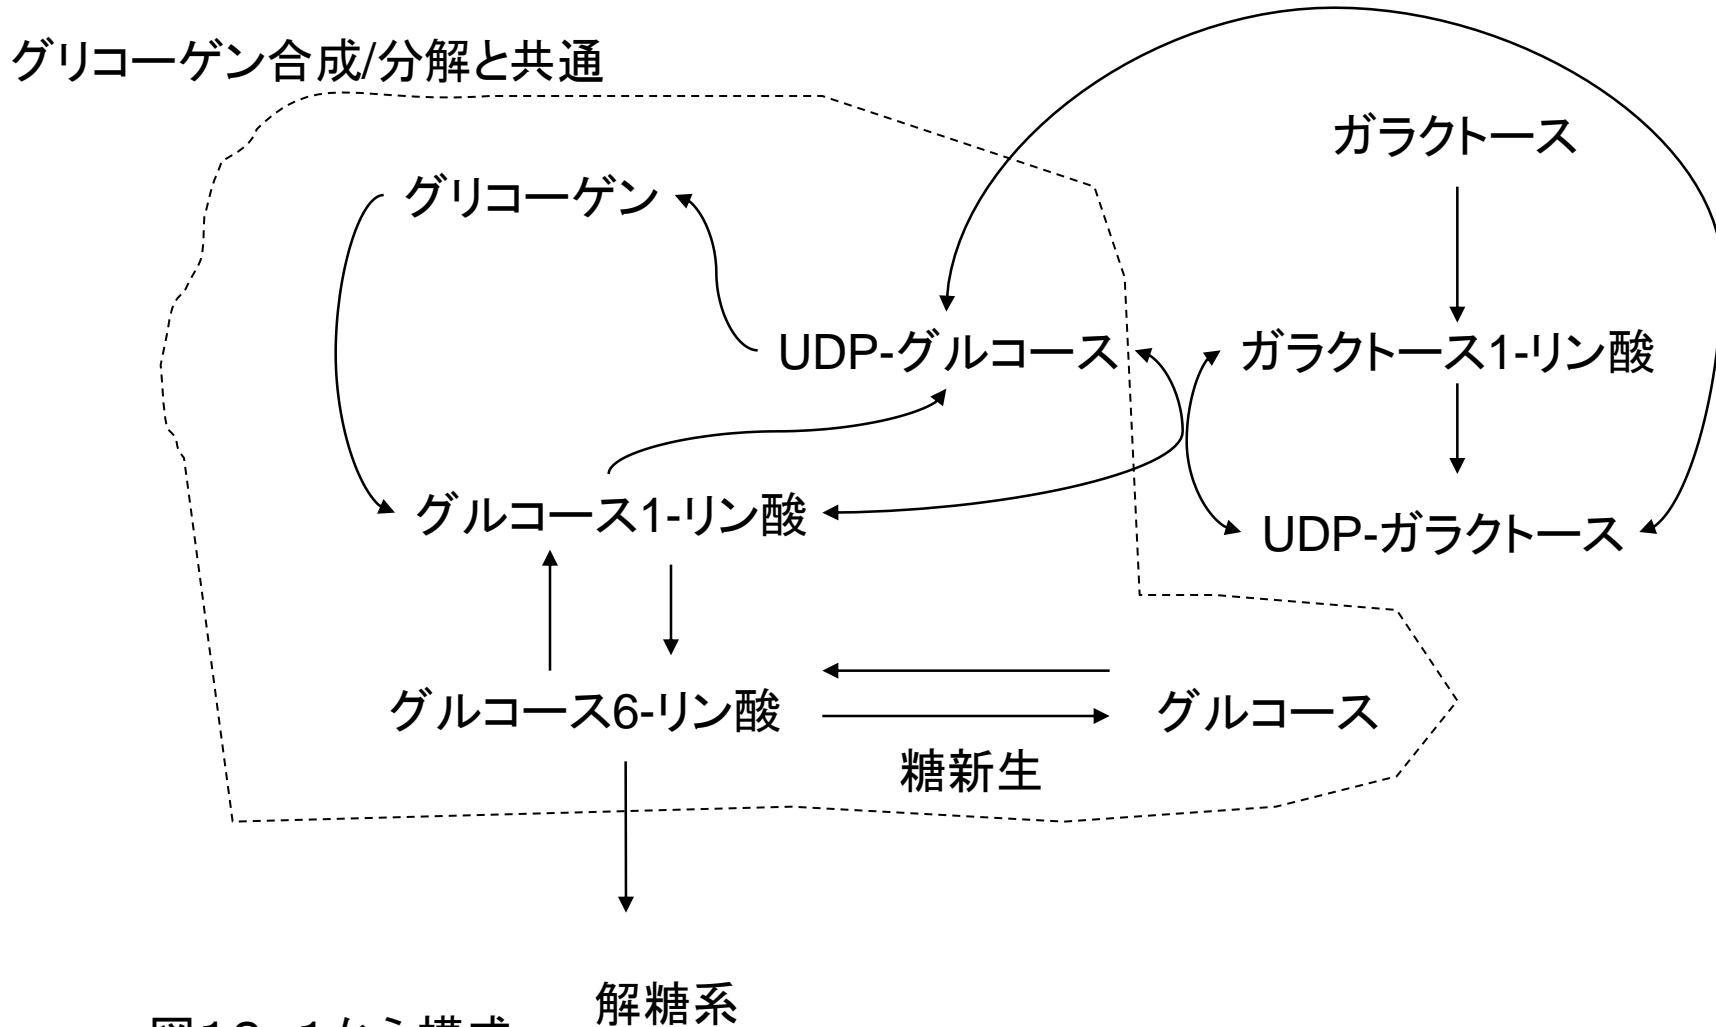 グリコーゲン合成/分解と共通
ガラクトース
グリコーゲン
UDP-グルコース
ガラクトース1-リン酸
グルコース1-リン酸
UDP-ガラクトース
グルコース6-リン酸
グルコース
糖新生
解糖系
から構成